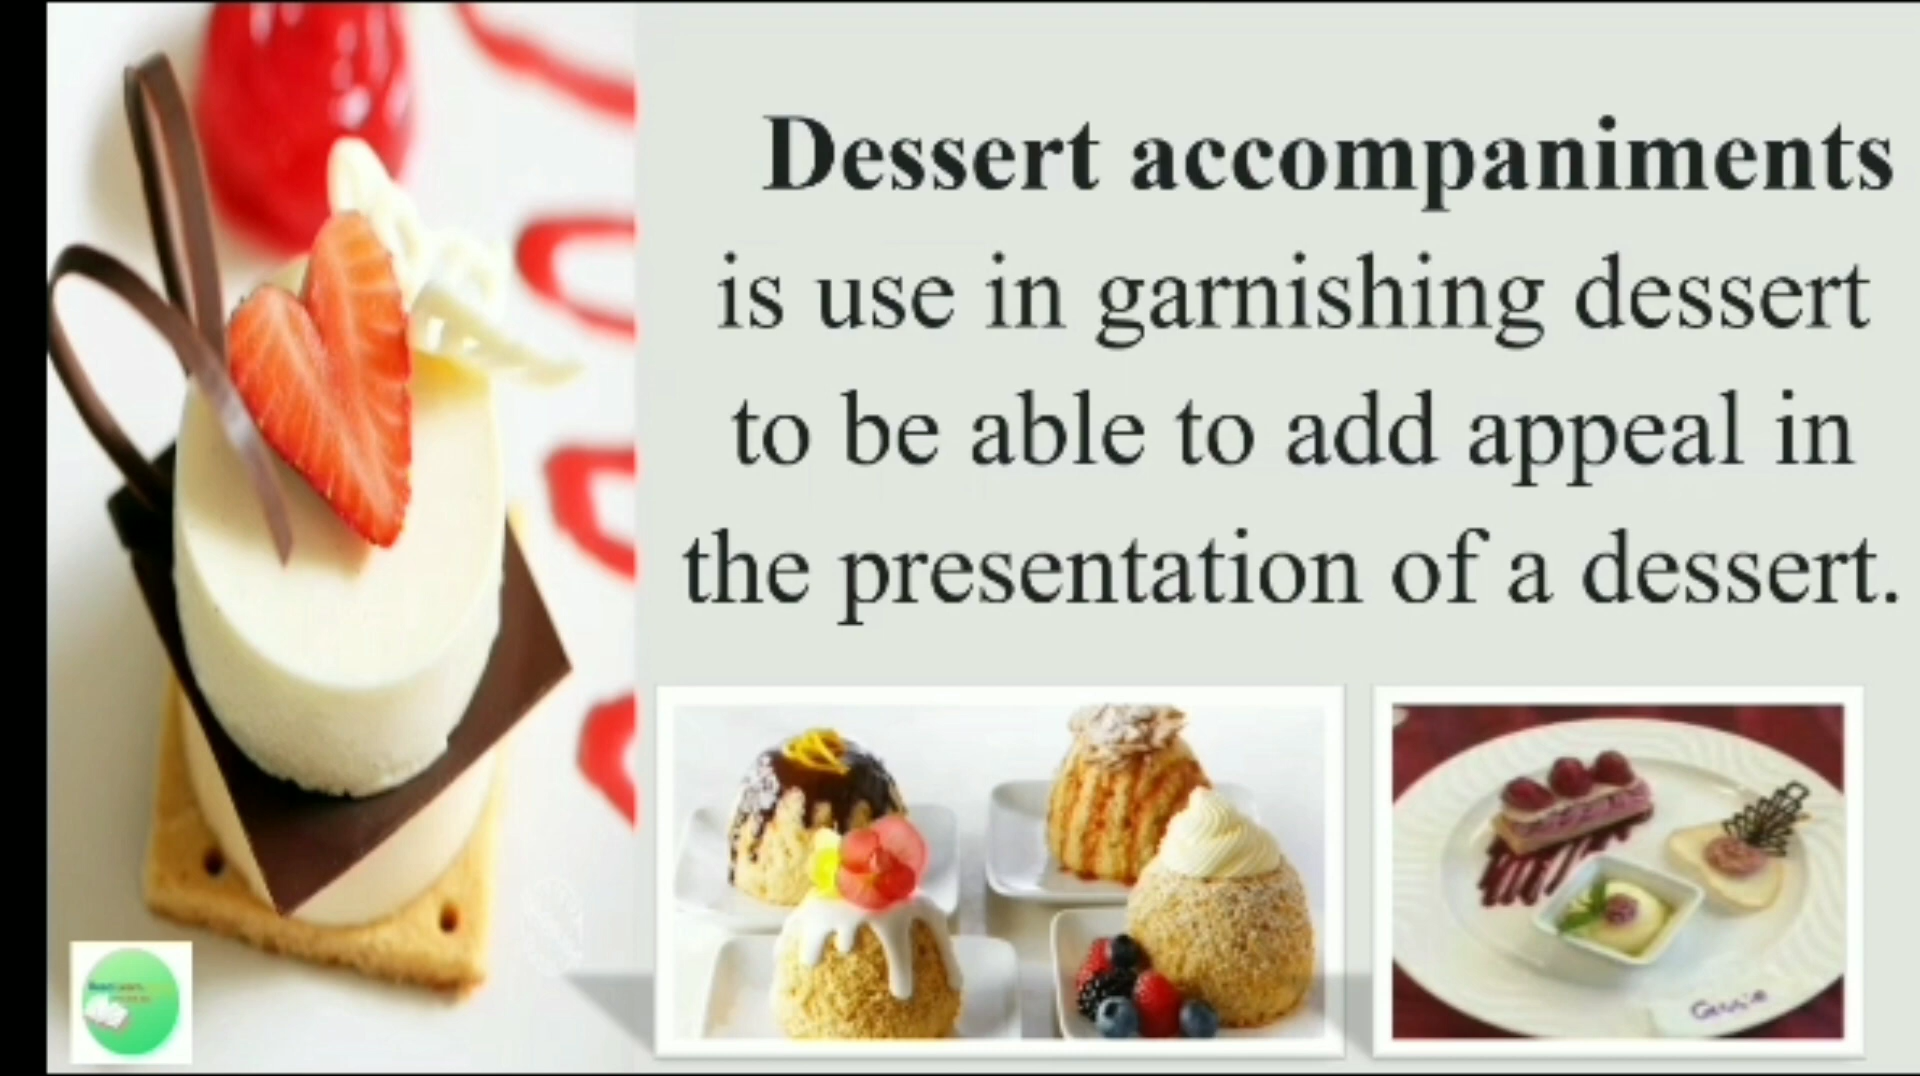 Dessert accompaniments
is use in garnishing dessert
to be able to add appeal in
the presentation of a dessert.